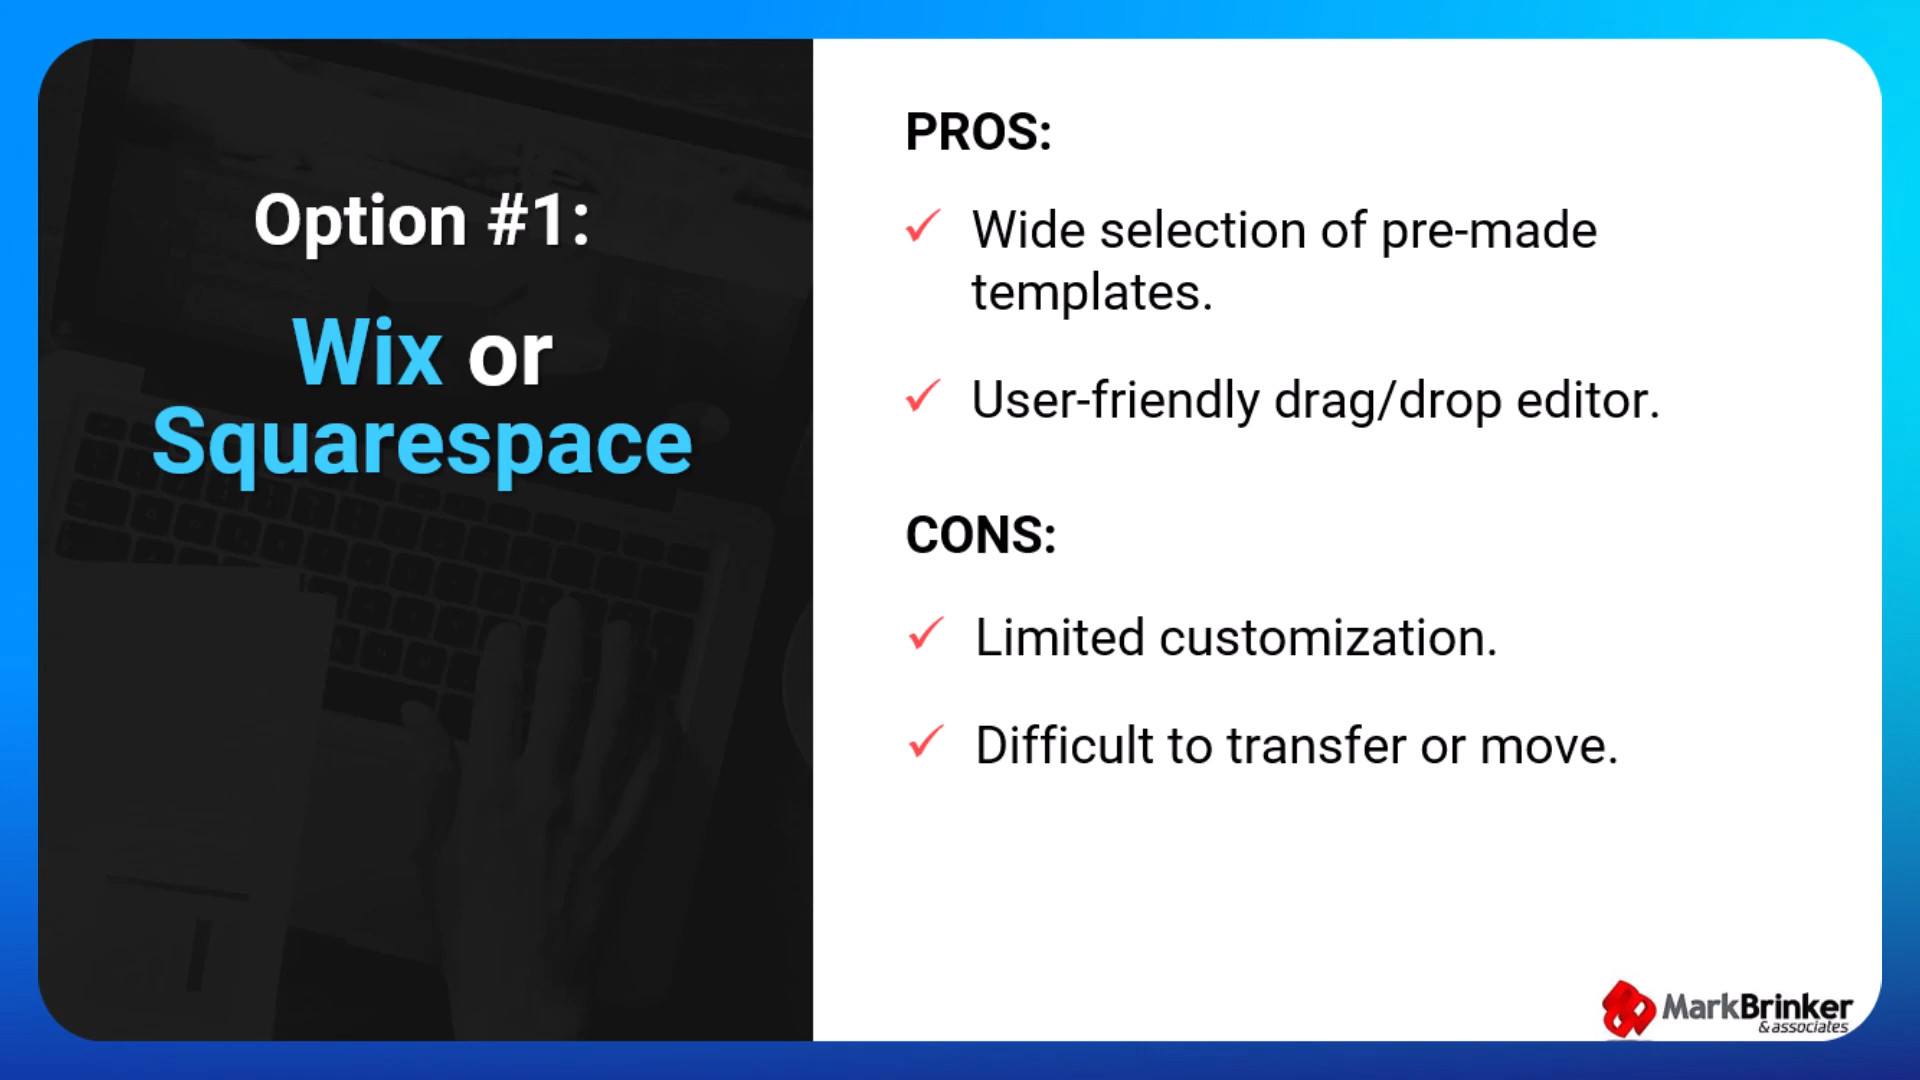 Option #1:
Wix or
Squarespace
PROS:
Wide selection of pre-made
templates.
User-friendly drag/drop editor.
CONS:
Limited customization.
Difficult to transfer or move.
MarkBrinker
&associates